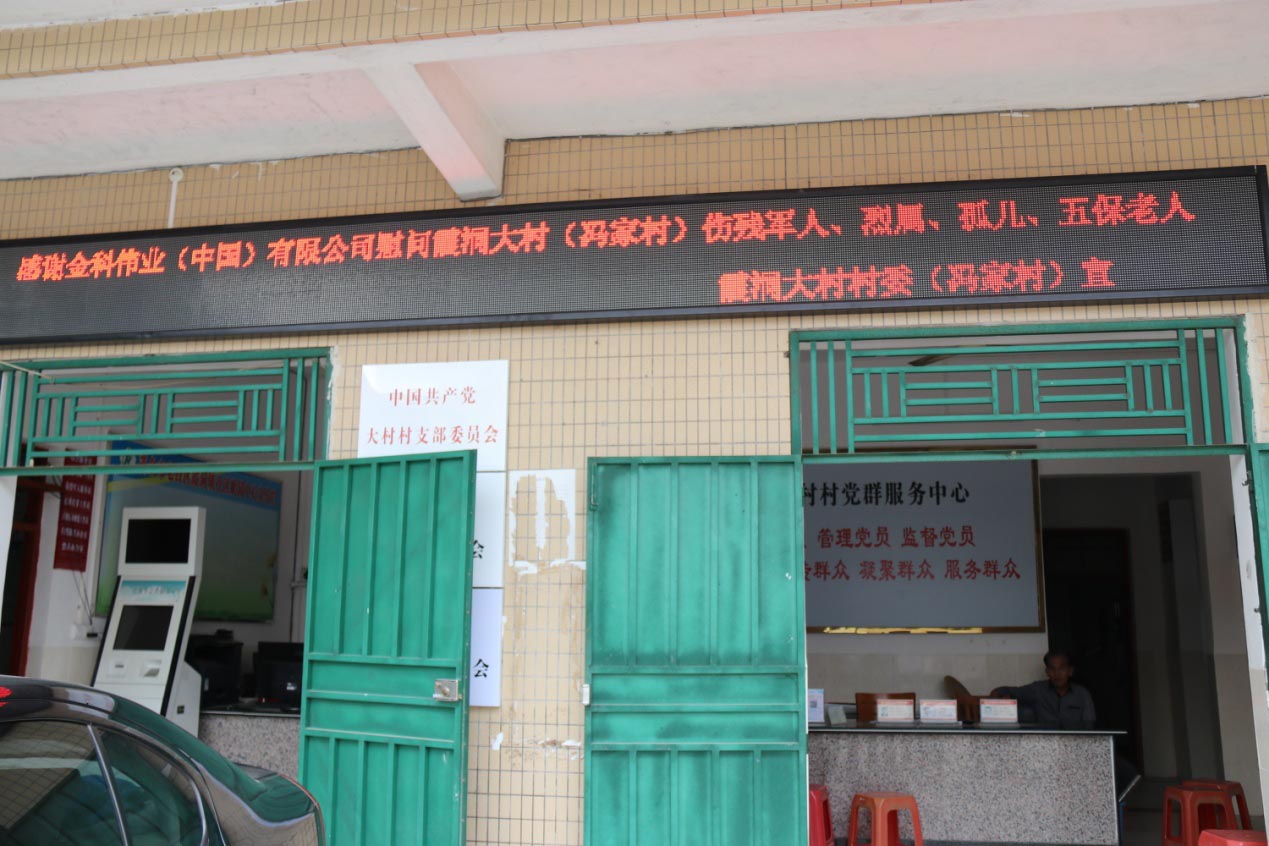 感谢金科伟业（中国）有限公司慰问霞涧大村（冯家村）伤残军人、烈属、孤儿、五保老人
霞涧大村村委（冯家村）宣
中国共产党
大村村支部委员会
会
会
村村党群服务中心
管理党员 监督党员
群众 凝聚群众 服务群众